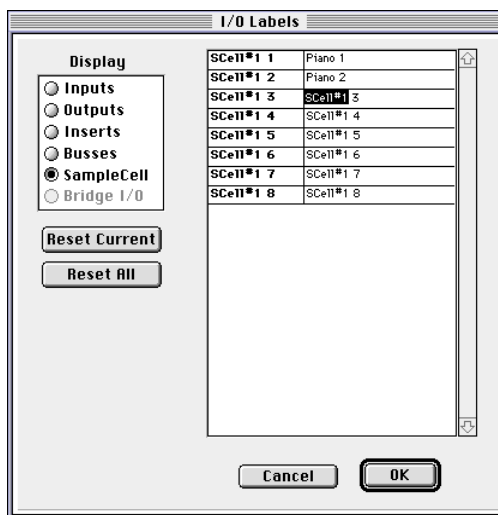 I/O Labels
Display
Inputs
Outputs
Inserts
Busses
SampleCell
Bridge I/O
Reset Current
Reset All
SCell#1 1 Piano 1
SCell#1 2 Piano 2
SCell#1 3 SCell#1 3
SCell#1 4 SCell#1 4
SCell#1 5 SCell#1 5
SCell#1 6 SCell#1 6
SCell#1 7 SCell#1 7
SCell#1 8 SCell#1 8
Cancel OK